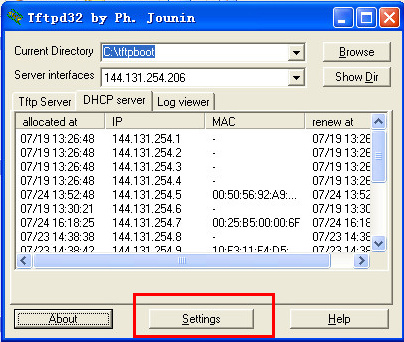 Tftpd32 by Ph. Jounin
Current Directory C:\tftpboot Browse
Server interfaces 144.131.254.206 Show Dir
Tftp Server DHCP server Log viewer
allocated at IP MAC renew at
07/19 13:26:48 144.131.254.1 - 07/19 13:26
07/19 13:26:48 144.131.254.2 - 07/19 13:26
07/19 13:26:48 144.131.254.3 - 07/19 13:26
07/19 13:26:48 144.131.254.4 - 07/19 13:26
07/24 13:52:48 144.131.254.5 00:50:56:92:A9:... 07/24 13:52
07/19 13:30:21 144.131.254.6 - 07/19 13:30
07/24 16:18:25 144.131.254.7 00:25:B5:00:00:6F 07/24 16:18
07/23 14:38:38 144.131.254.8 - 07/23 14:38
07/23 14:38:42 144.131.254.9 10:F3:11:F4:D5: 07/23 14:38
About Settings Help